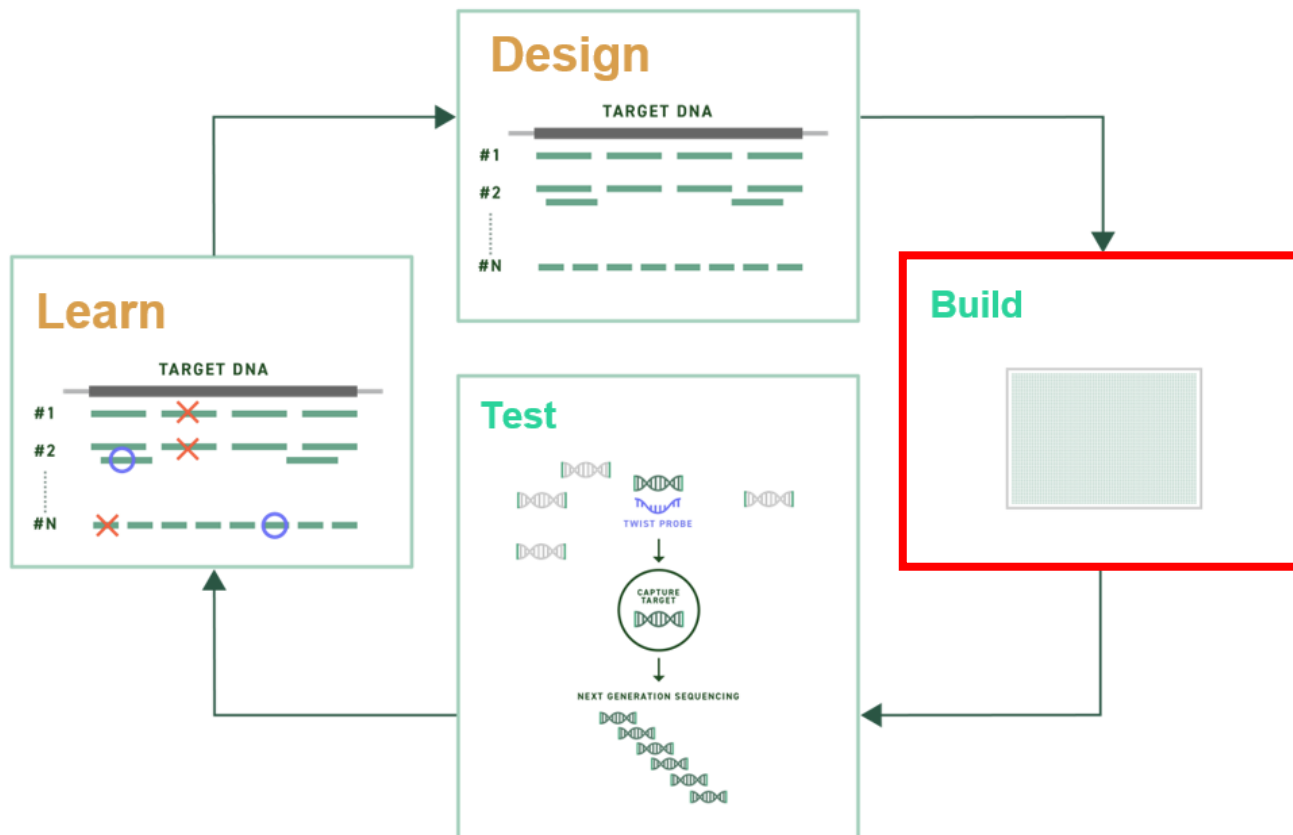 Design
TARGET DNA
#1
#2
#N
Learn
TARGET DNA
#1
#2
#N
Build
Test
TWIST PROBE
CAPTURE
TARGET
NEXT GENERATION SEQUENCING